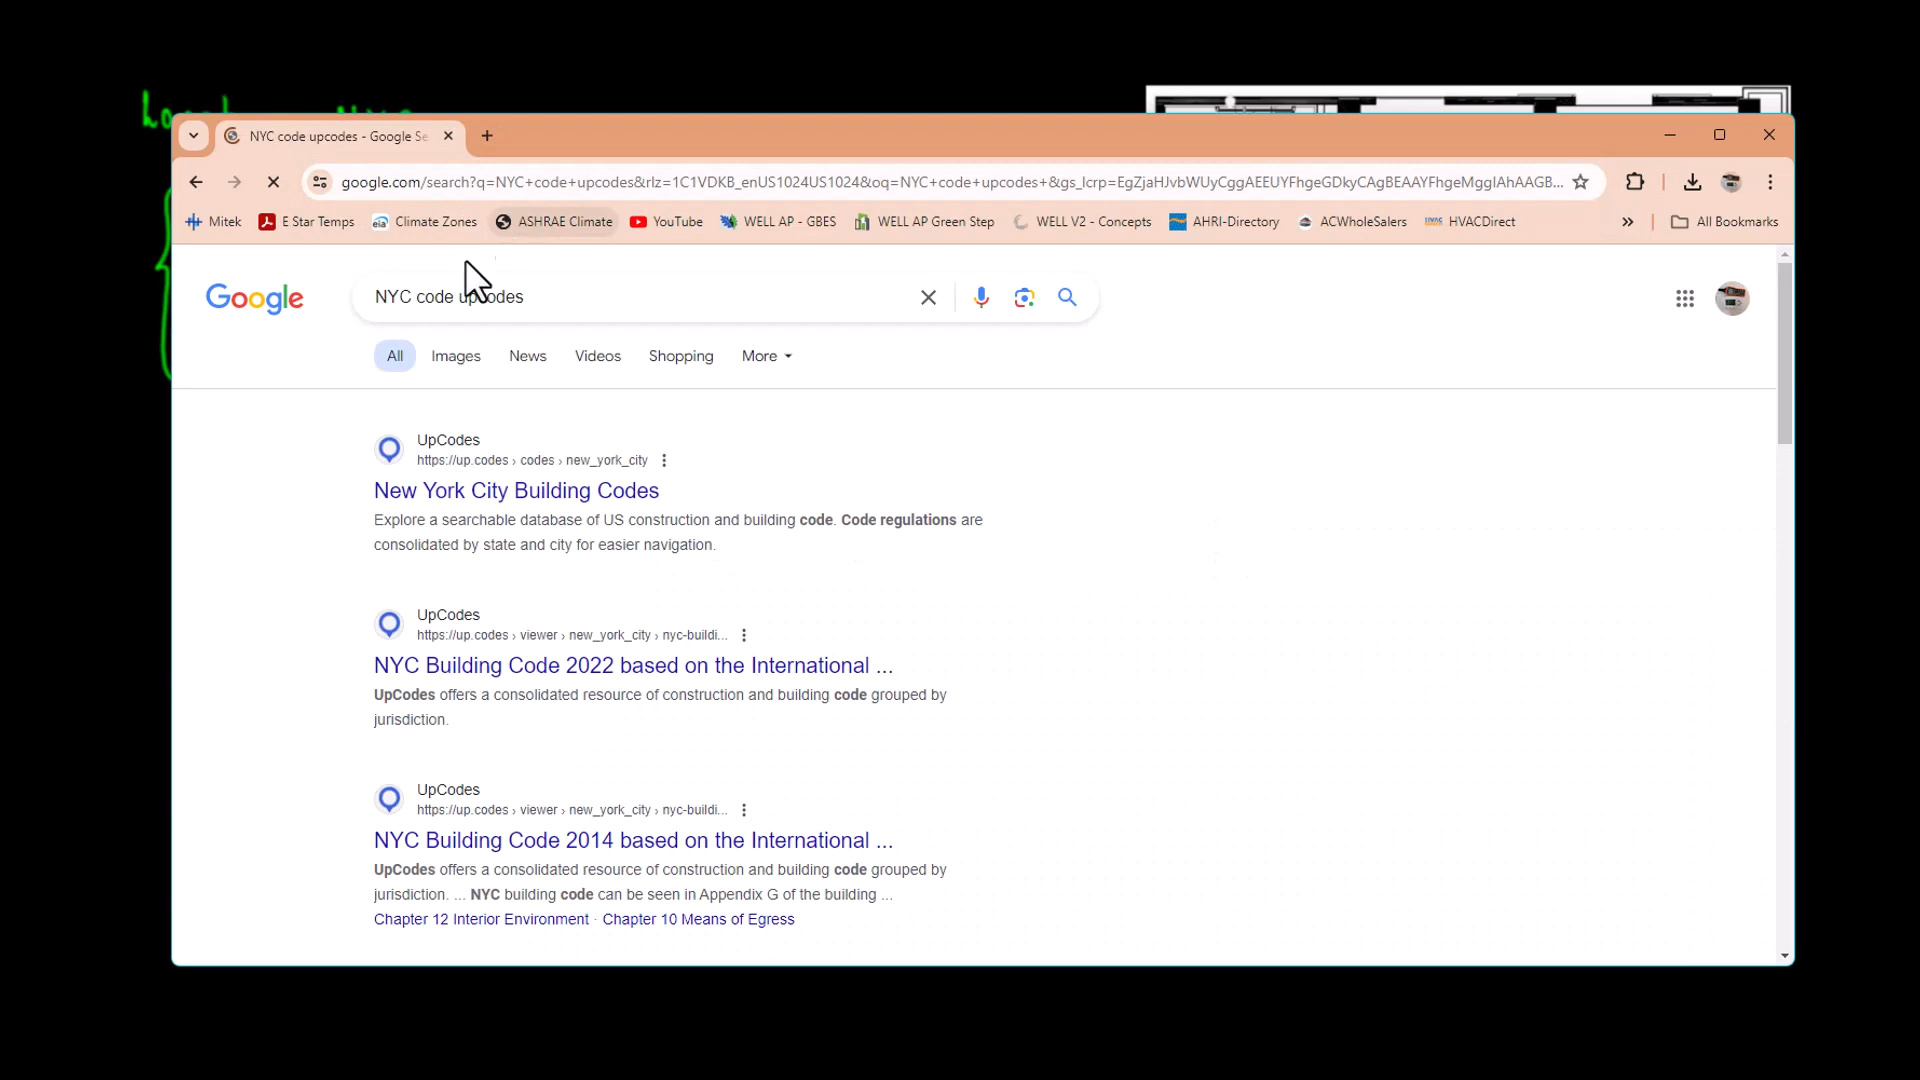 NYC code upcodes - Google Se
google.com/search?q=NYC+code+upcodes&rlz=1C1VDKB_enUS1024US1024&oq=NYC+code+upcodes+&gs_lcrp=EgZjaHJvbWUyCggAEEUYFhgeGDkyCAgBEAAYFhgeMggIAhAAGB...
Mitek E Star Temps Climate Zones ASHRAE Climate YouTube WELL AP - GBES WELL AP Green Step WELL V2 - Concepts AHRI-Directory ACWholeSalers HVACDirect » All Bookmarks
Google NYC code upcodes
All Images News Videos Shopping More
UpCodes
https://up.codes › codes › new_york_city
New York City Building Codes
Explore a searchable database of US construction and building code. Code regulations are
consolidated by state and city for easier navigation.
UpCodes
https://up.codes › viewer › new_york_city › nyc-buildi...
NYC Building Code 2022 based on the International ...
UpCodes offers a consolidated resource of construction and building code grouped by
jurisdiction.
UpCodes
https://up.codes › viewer › new_york_city › nyc-buildi...
NYC Building Code 2014 based on the International ...
UpCodes offers a consolidated resource of construction and building code grouped by
jurisdiction. ... NYC building code can be seen in Appendix G of the building ...
Chapter 12 Interior Environment · Chapter 10 Means of Egress